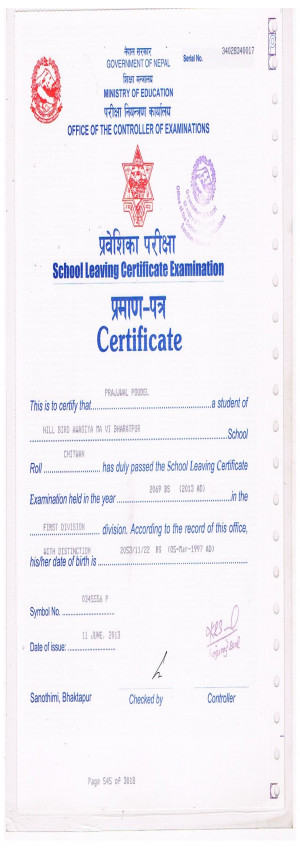 नेपाल सरकार
GOVERNMENT OF NEPAL
Serial No. 34028340017
शिक्षा मन्त्रालय
MINISTRY OF EDUCATION
परीक्षा नियन्त्रण कार्यालय
OFFICE OF THE CONTROLLER OF EXAMINATIONS
प्रवेशिका परीक्षा
School Leaving Certificate Examination
प्रमाण-पत्र
Certificate
PRAJJWAL POUDEL
This is to certify that a student of
HILL BIRD AWASIYA MA VI BHARATPUR
School
CHITWAN
Roll has duly passed the School Leaving Certificate
2069 BS (2013 AD)
Examination held in the year in the
FIRST DIVISION division. According to the record of this office,
WITH DISTINCTION 2053/11/22 BS (05-Mar-1997 AD)
his/her date of birth is
0345556 P
Symbol No.
11 JUNE, 2013
Date of issue:
Sanothimi, Bhaktapur Checked by Controller
Page 545 of 3018